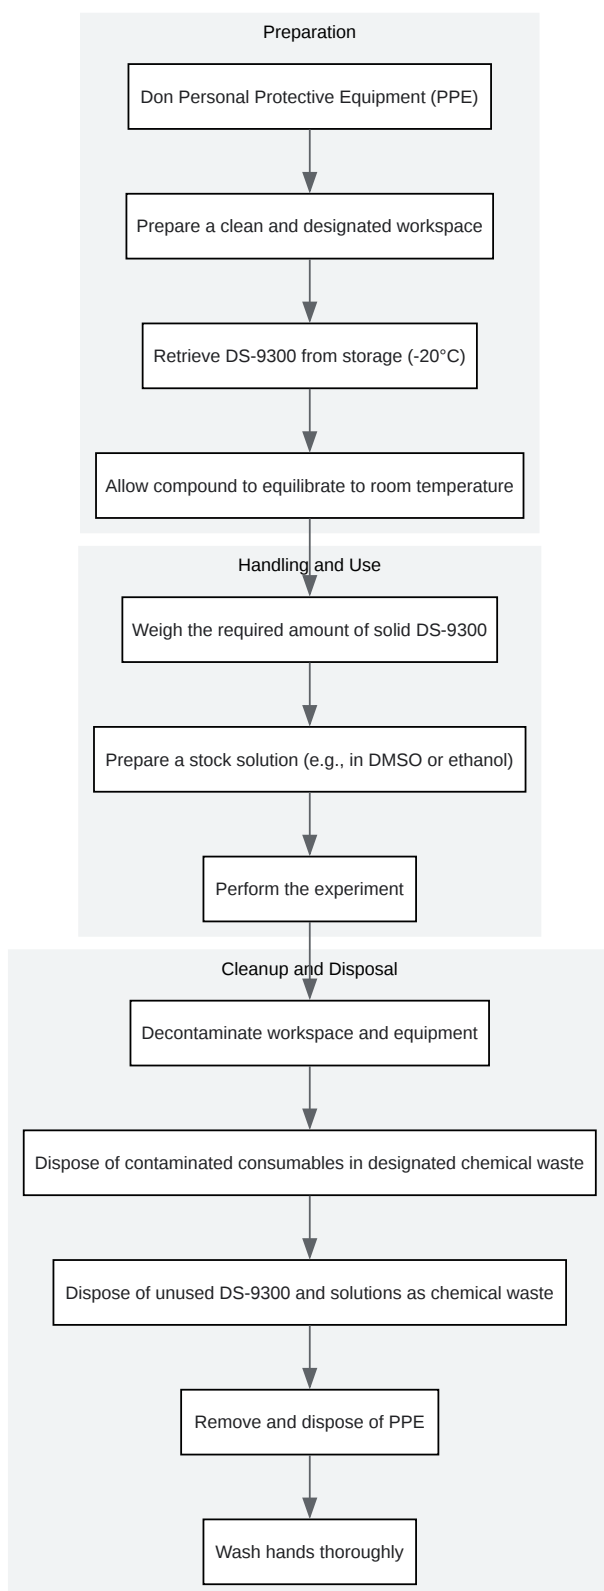 Preparation
Don Personal Protective Equipment (PPE)
Prepare a clean and designated workspace
Retrieve DS-9300 from storage (-20°C)
Allow compound to equilibrate to room temperature
Handling and Use
Weigh the required amount of solid DS-9300
Prepare a stock solution (e.g., in DMSO or ethanol)
Perform the experiment
Cleanup and Disposal
Decontaminate workspace and equipment
Dispose of contaminated consumables in designated chemical waste
Dispose of unused DS-9300 and solutions as chemical waste
Remove and dispose of PPE
Wash hands thoroughly